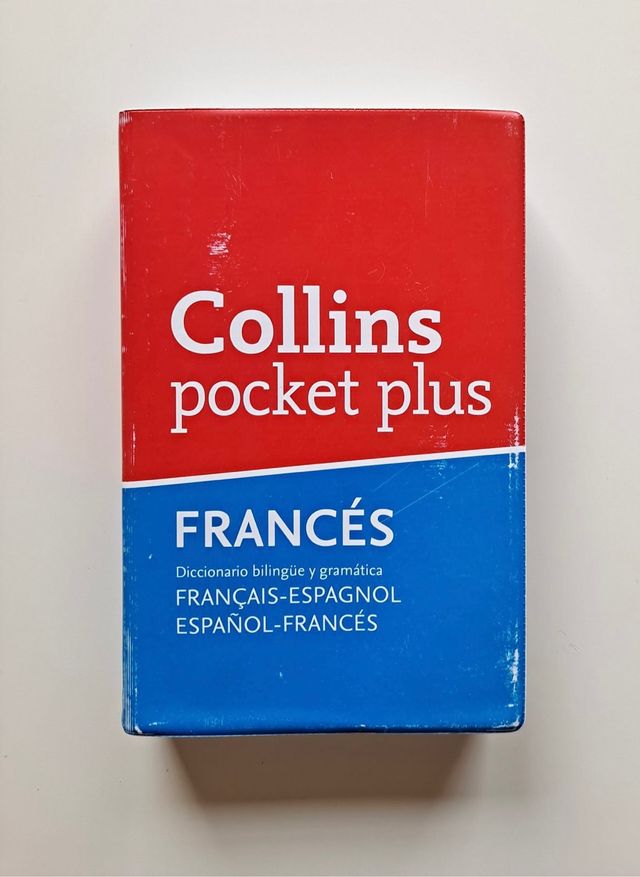 Collins
pocket plus
FRANCÉS
Diccionario bilingüe y gramática
FRANÇAIS-ESPAGNOL
ESPAÑOL-FRANCÉS